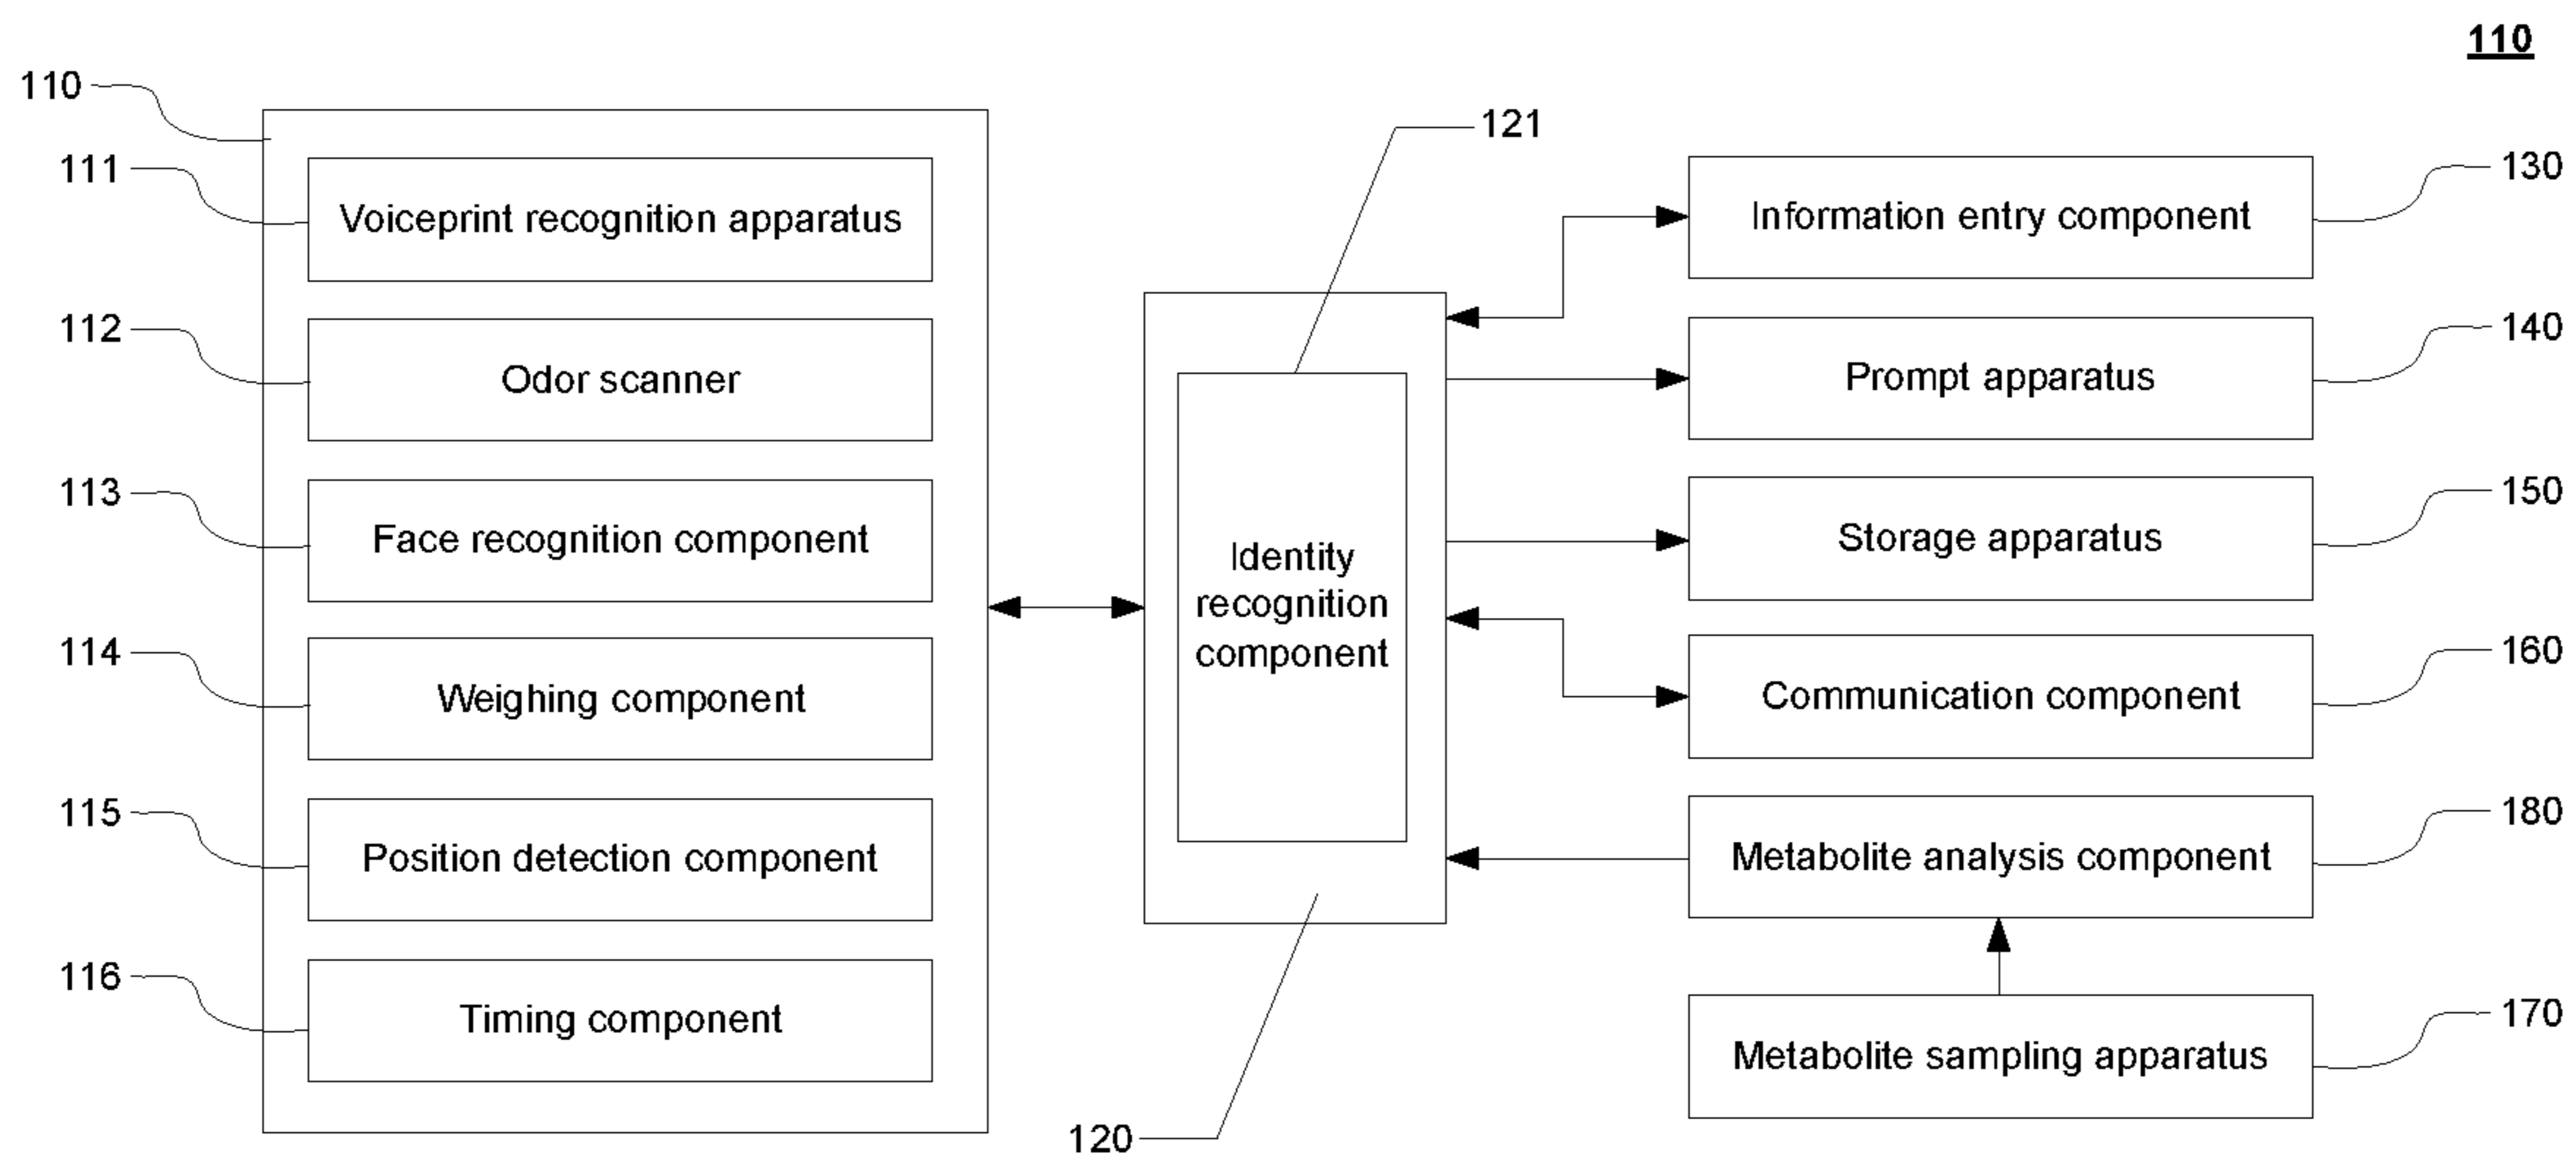 110
110
111
Voiceprint recognition apparatus
112
Odor scanner
113
Face recognition component
114
Weighing component
115
Position detection component
116
Timing component
121
Identity
recognition
component
120
Information entry component
130
Prompt apparatus
140
Storage apparatus
150
Communication component
160
Metabolite analysis component
180
Metabolite sampling apparatus
170